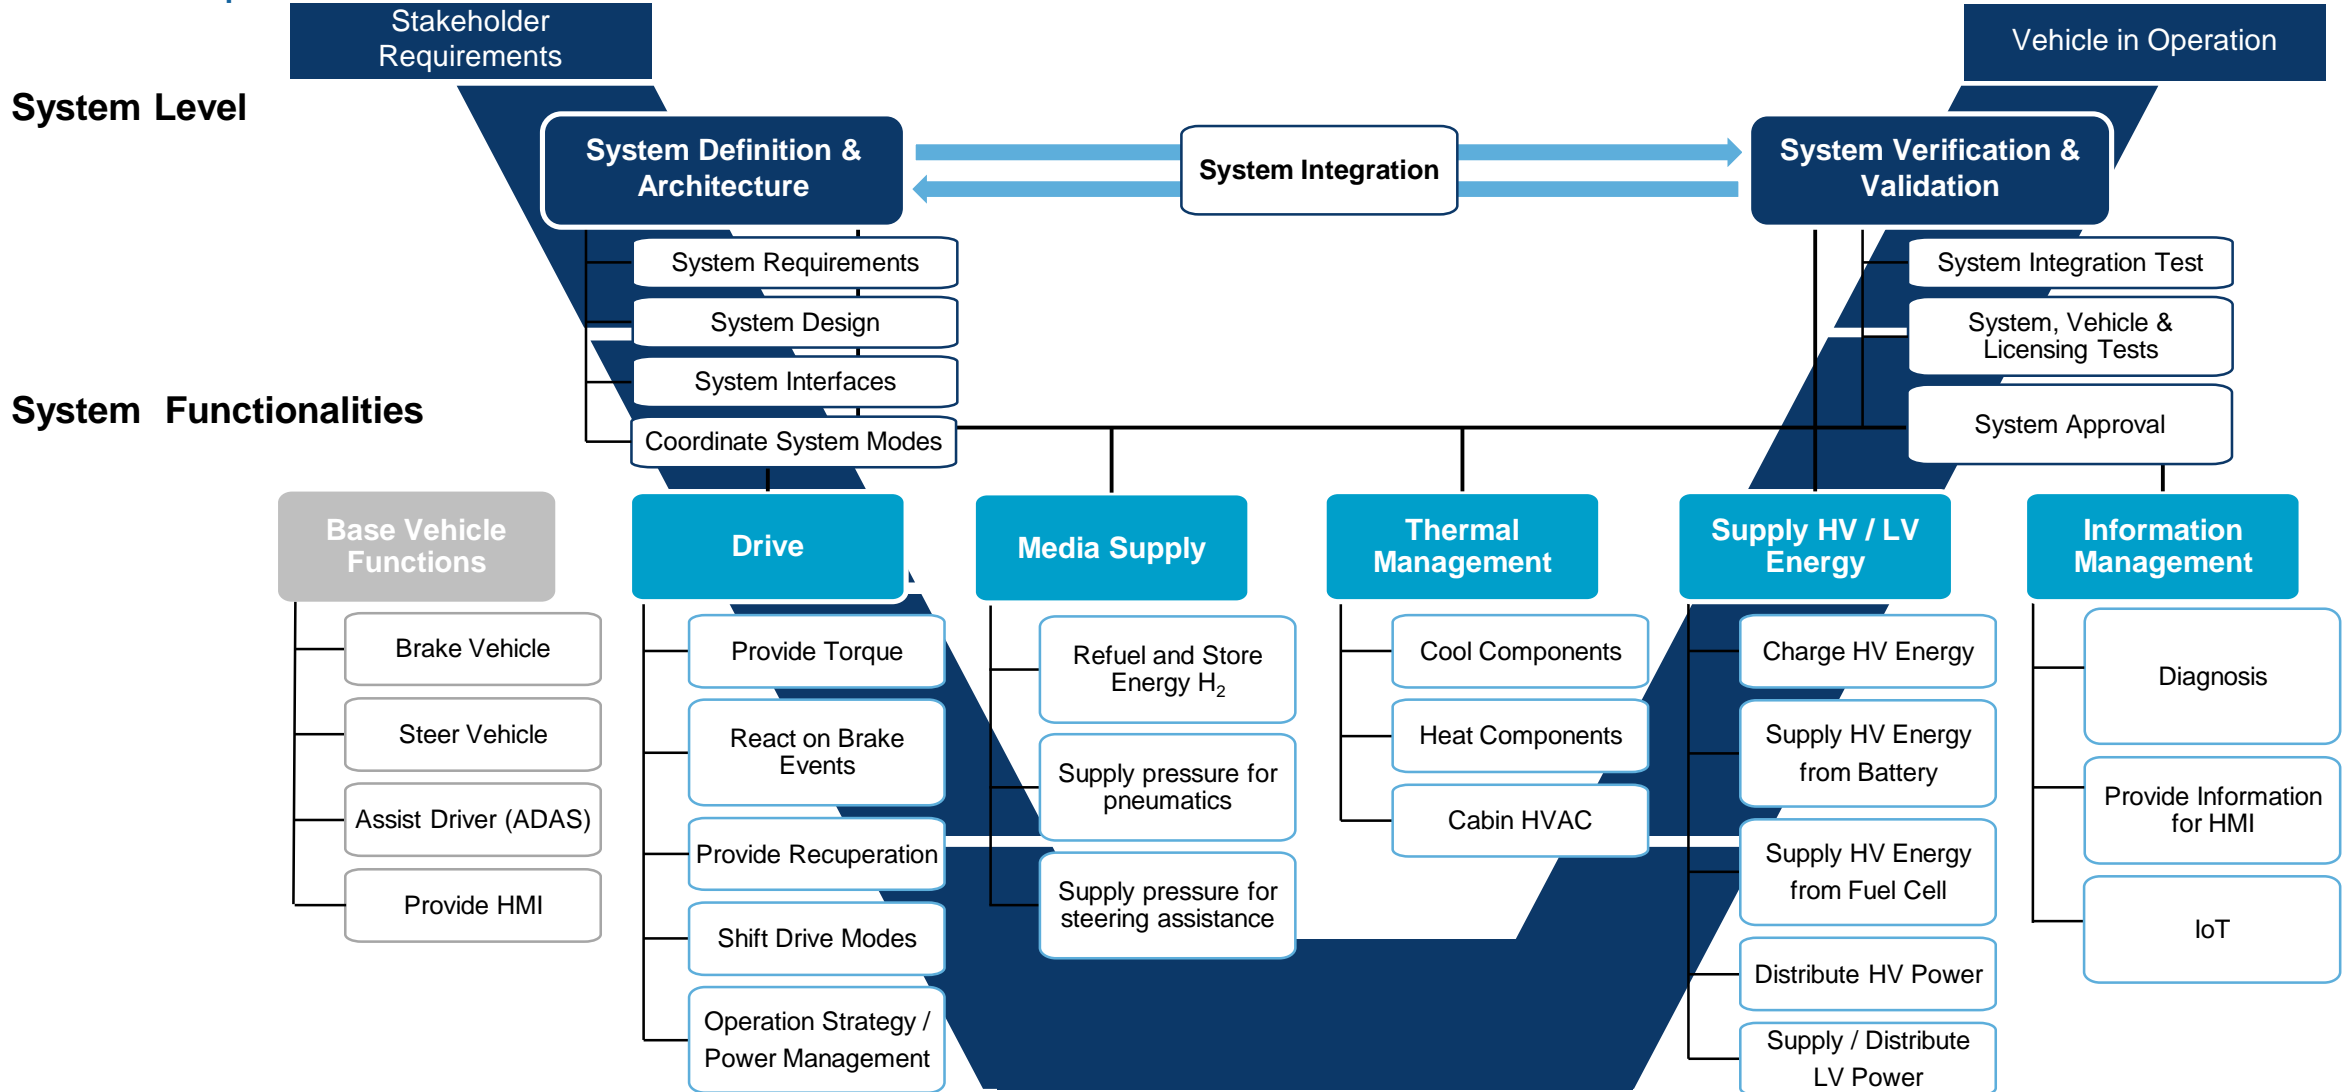 Stakeholder
Requirements
Vehicle in Operation
System Level
System Definition &
Architecture
System Integration
System Verification &
Validation
System Requirements
System Design
System Interfaces
Coordinate System Modes
System Integration Test
System, Vehicle &
Licensing Tests
System Approval
System Functionalities
Base Vehicle
Functions
Brake Vehicle
Steer Vehicle
Assist Driver (ADAS)
Provide HMI
Drive
Provide Torque
React on Brake
Events
Provide Recuperation
Shift Drive Modes
Operation Strategy /
Power Management
Media Supply
Refuel and Store
Energy H₂
Supply pressure for
pneumatics
Supply pressure for
steering assistance
Thermal
Management
Cool Components
Heat Components
Cabin HVAC
Supply HV / LV
Energy
Charge HV Energy
Supply HV Energy
from Battery
Supply HV Energy
from Fuel Cell
Distribute HV Power
Supply / Distribute
LV Power
Information
Management
Diagnosis
Provide Information
for HMI
IoT